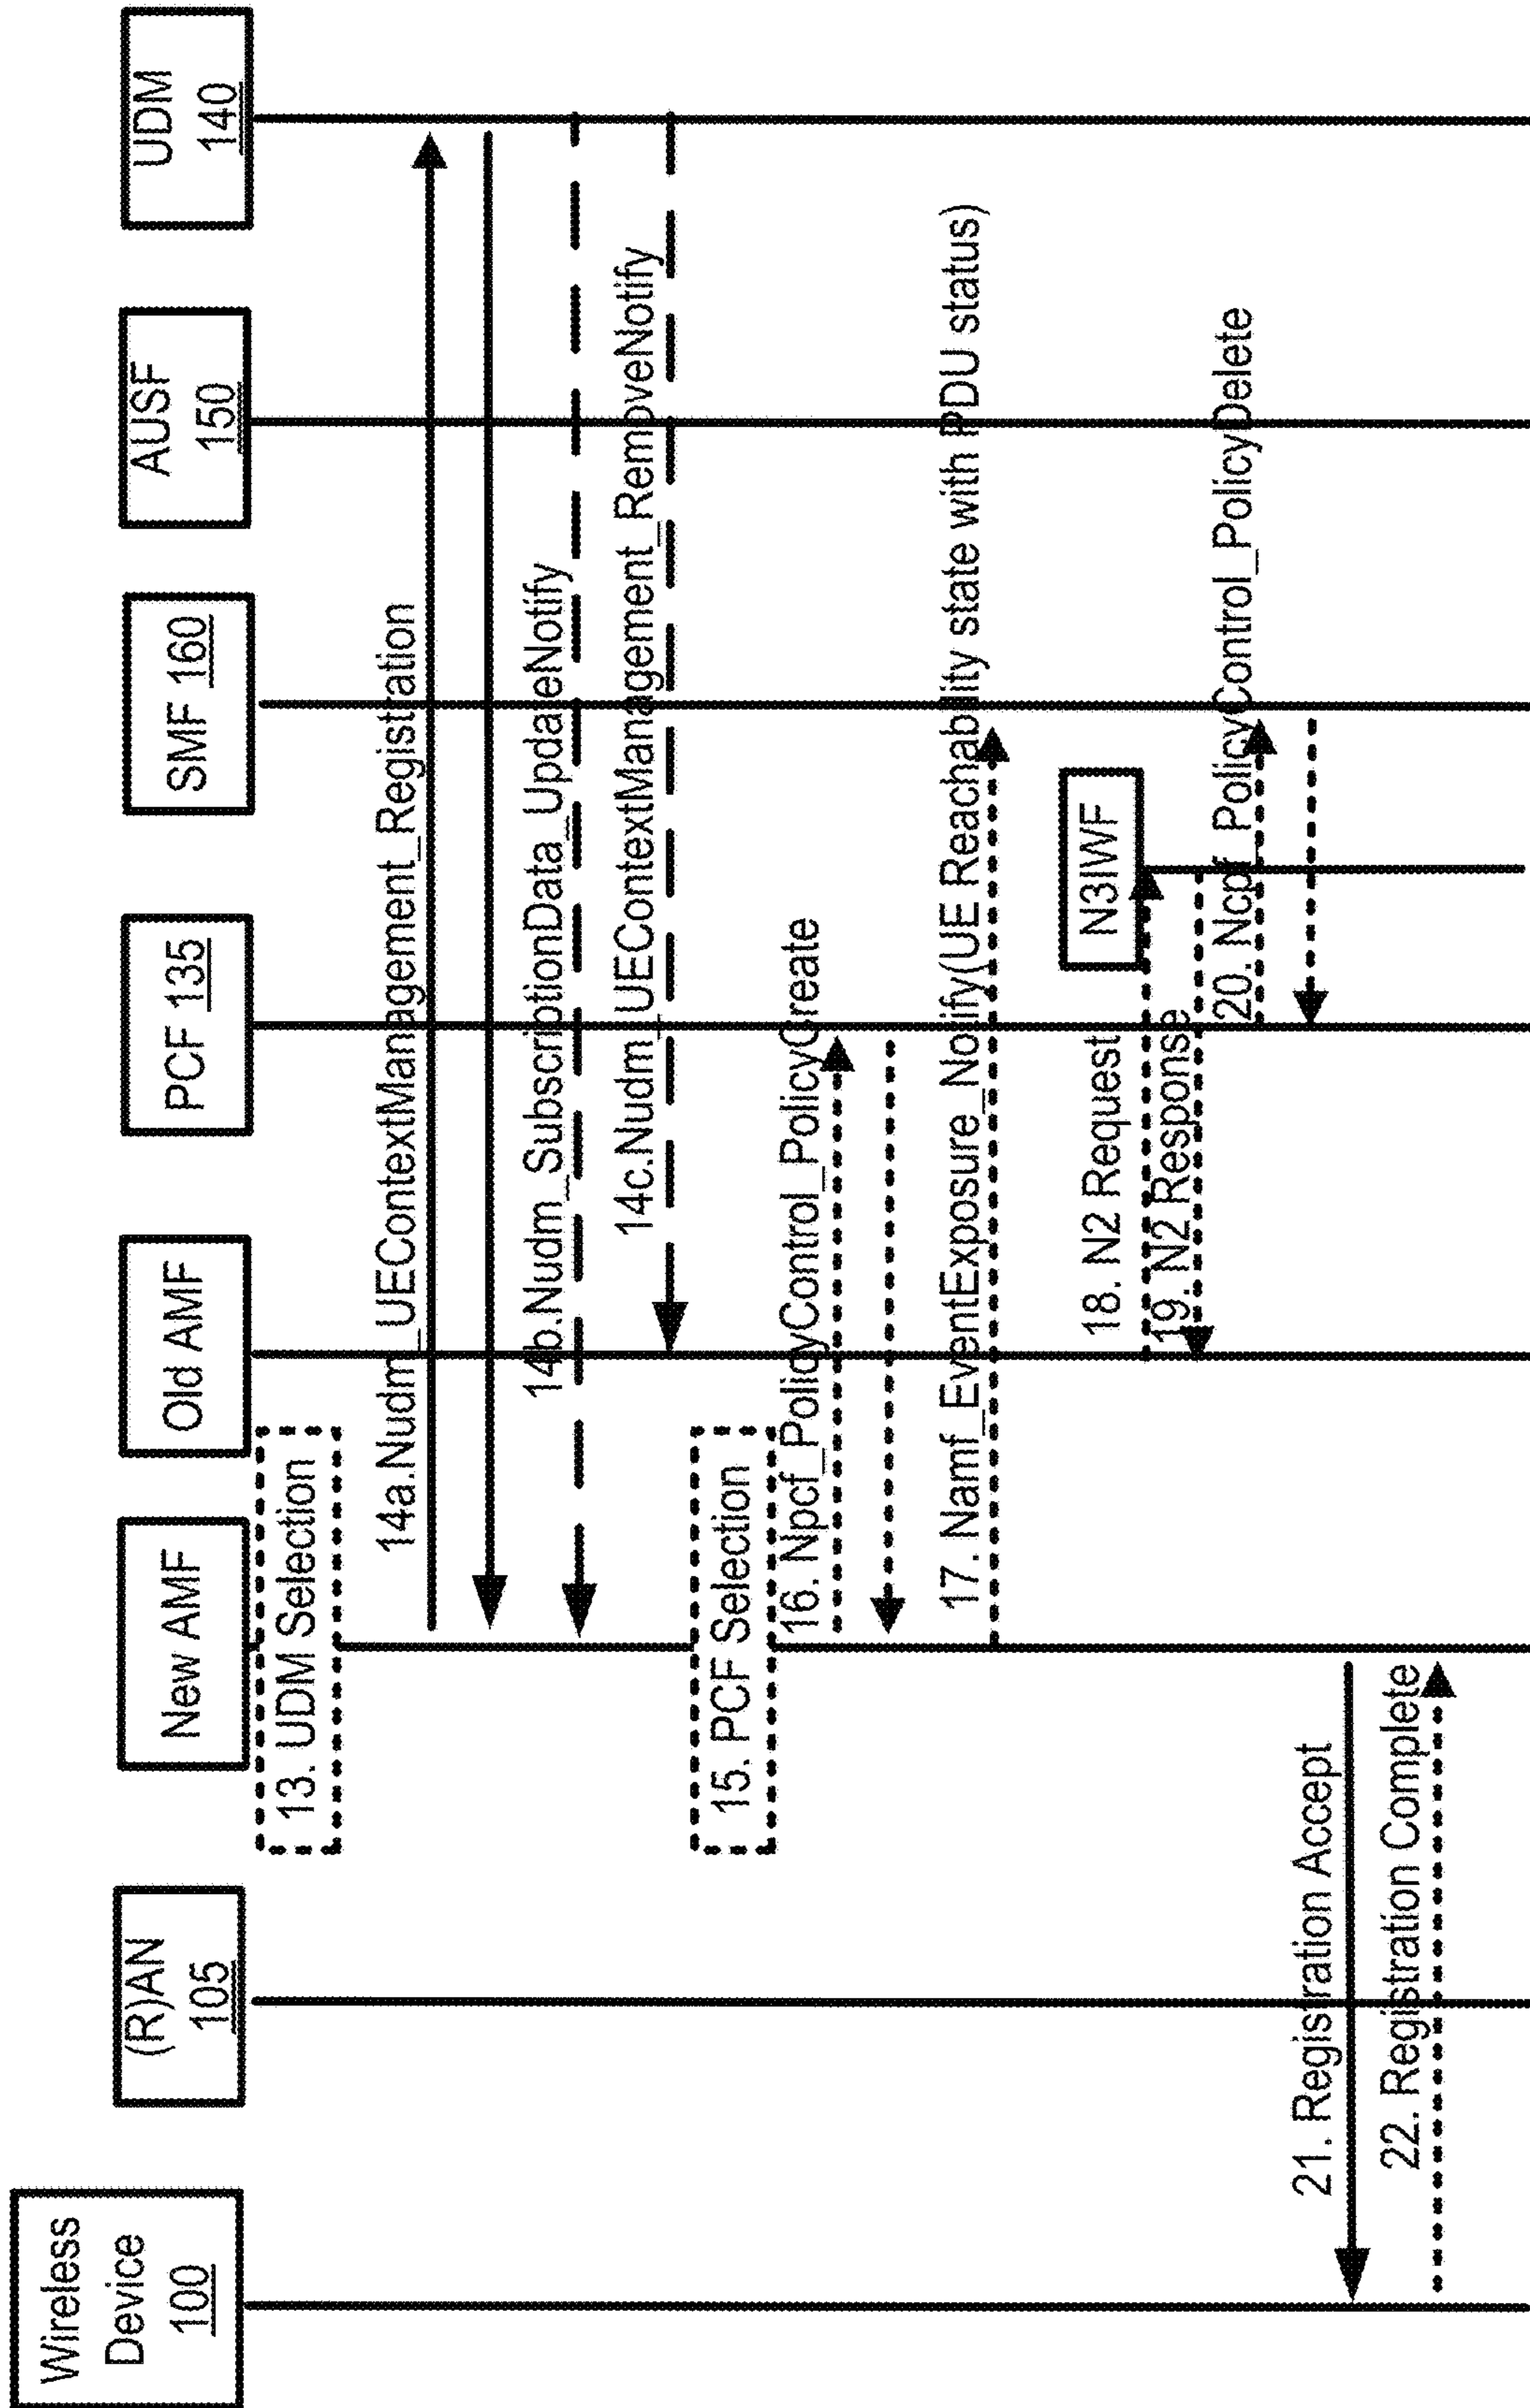 Wireless
Device
100
(R)AN
105
New AMF
Old AMF
PCF 135
SMF 160
AUSF
150
UDM
140
13. UDM Selection
14a.Nudm_UEContextManagement_Registration
14b.Nudm_SubscriptionData_UpdateNotify
14c.Nudm_UEContextManagement_RemoveNotify
15. PCF Selection
16. Npcf_PolicyControl_PolicyCreate
17. Namf_EventExposure_Notify(UE Reachability state with PDU status)
N3IWF
18. N2 Request
19. N2 Response
20. Ncpf_PolicyControl_PolicyDelete
21. Registration Accept
22. Registration Complete